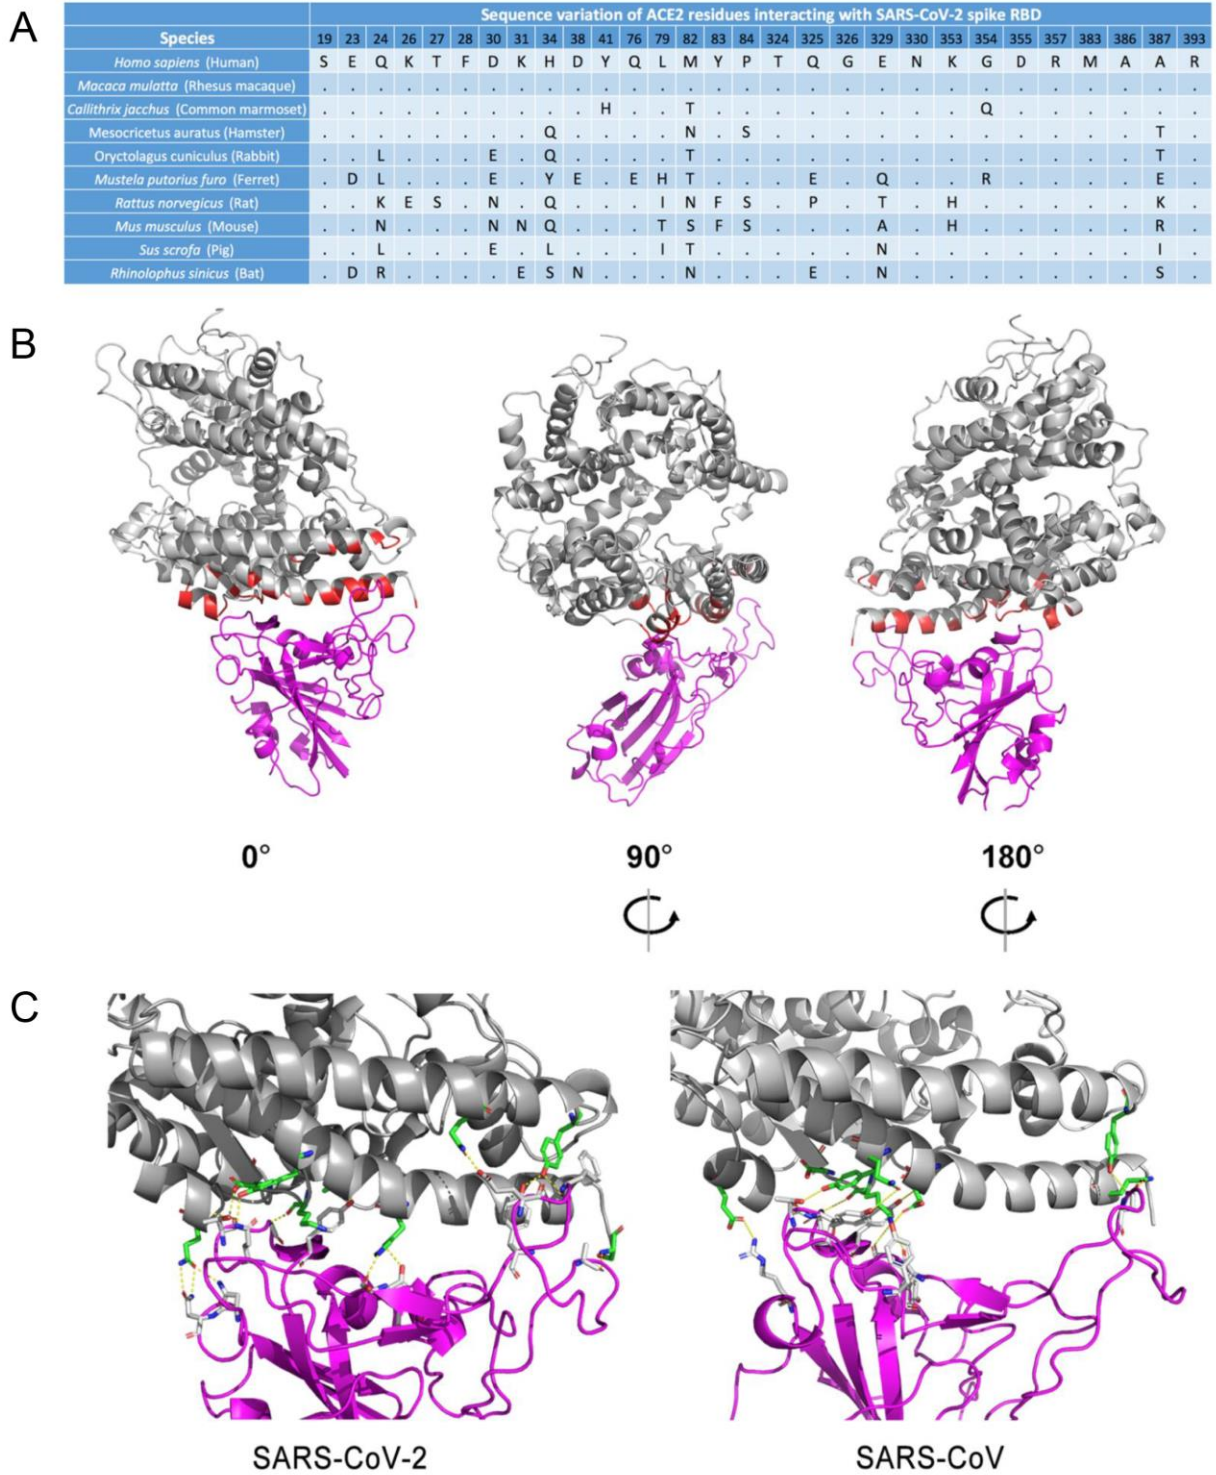 A
Sequence variation of ACE2 residues interacting with SARS-CoV-2 spike RBD
Species 19 23 24 26 27 28 30 31 34 38 41 76 79 82 83 84 324 325 326 329 330 353 354 355 357 383 386 387 393
Homo sapiens (Human) S E Q K T F D K H D Y Q L M Y P T Q G E N K G D R M A A R
Macaca mulatta (Rhesus macaque) . . . . . . . . . . . . . . . . . . . . . . . . . . . . .
Callithrix jacchus (Common marmoset) . . . . . . . . . . H . . T . . . . . . . . Q . . . . . .
Mesocricetus auratus (Hamster) . . . . . . . . Q . . . . N . S . . . . . . . . . . . T .
Oryctolagus cuniculus (Rabbit) . . L . . . E . Q . . . . T . . . . . . . . . . . . . T .
Mustela putorius furo (Ferret) . D L . . . E . Y E . E H T . . . E . Q . . R . . . . E .
Rattus norvegicus (Rat) . . K E S . N . Q . . . I N F S . P . T . H . . . . . K .
Mus musculus (Mouse) . . N . . . N N Q . . . T S F S . . . A . H . . . . . R .
Sus scrofa (Pig) . . L . . . E . L . . . I T . . . . . N . . . . . . . I .
Rhinolophus sinicus (Bat) . D R . . . . E S N . . . N . . . E . N . . . . . . . S .
B
0° 90° 180°
C
SARS-CoV-2 SARS-CoV